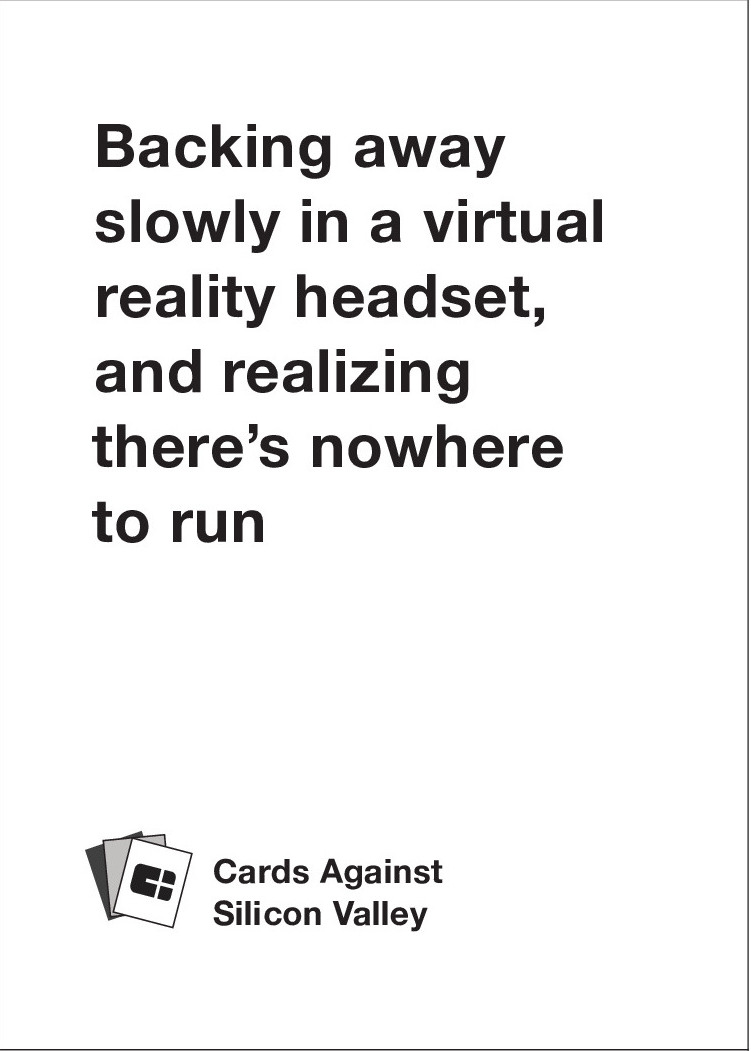 Backing away
slowly in a virtual
reality headset,
and realizing
there’s nowhere
to run
Cards Against
Silicon Valley